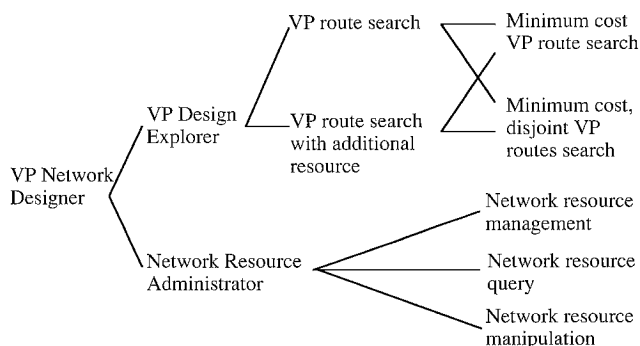 VP route search
Minimum cost
VP route search
VP Design
Explorer
VP route search
with additional
resource
Minimum cost,
disjoint VP
routes search
VP Network
Designer
Network Resource
Administrator
Network resource
management
Network resource
query
Network resource
manipulation